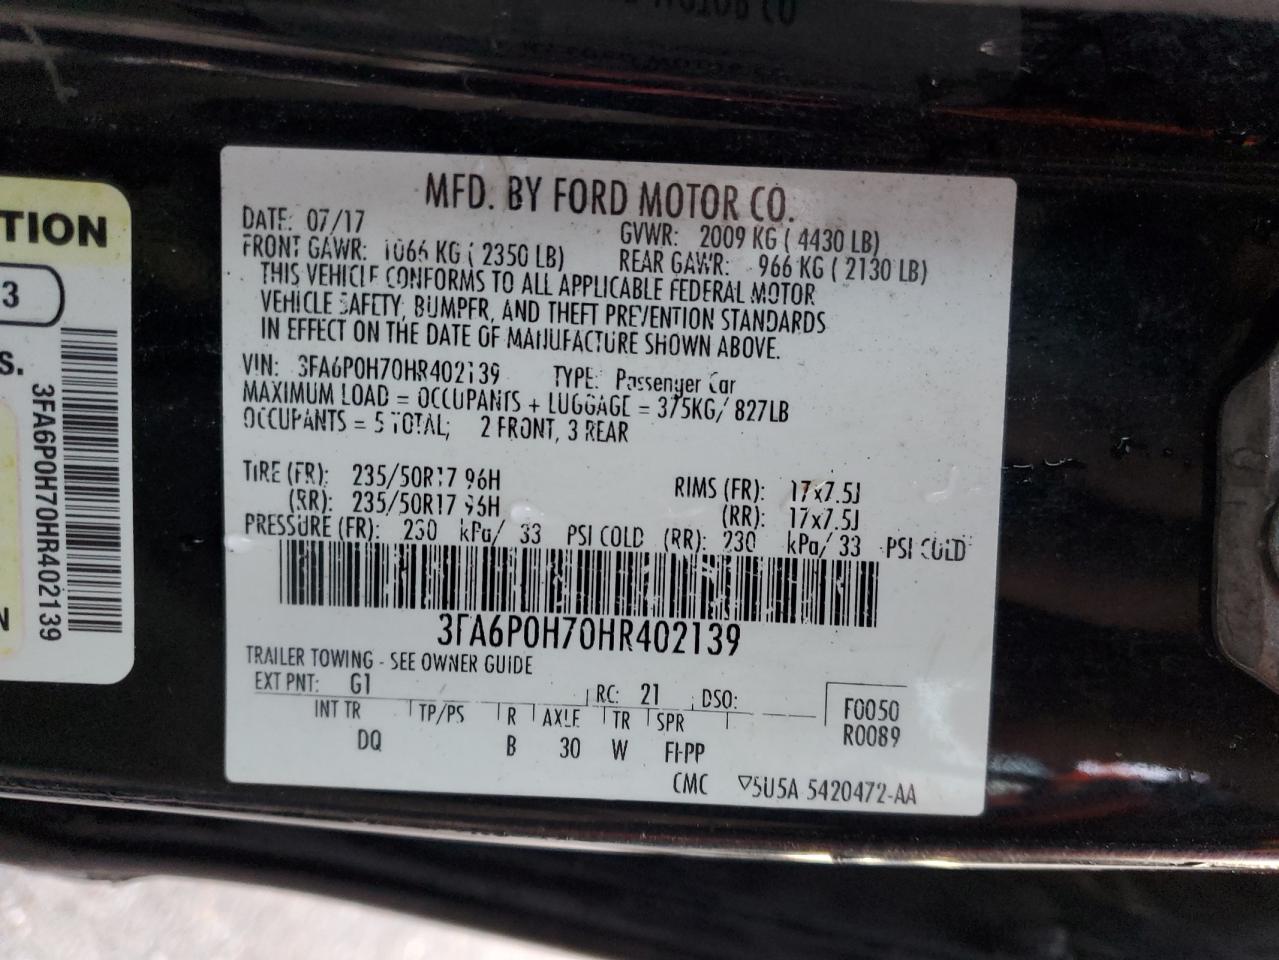 MFD. BY FORD MOTOR CO.
DATE: 07/17
GVWR: 2009 KG ( 4430 LB)
FRONT GAWR: 1066 KG ( 2350 LB)
REAR GAWR: 966 KG ( 2130 LB)
THIS VEHICLE CONFORMS TO ALL APPLICABLE FEDERAL MOTOR
VEHICLE SAFETY, BUMPER, AND THEFT PREVENTION STANDARDS
IN EFFECT ON THE DATE OF MANUFACTURE SHOWN ABOVE.
VIN: 3FA6P0H70HR402139 TYPE: Passenger Car
MAXIMUM LOAD = OCCUPANTS + LUGGAGE = 375KG/ 827LB
OCCUPANTS = 5 TOTAL; 2 FRONT, 3 REAR
TIRE (FR): 235/50R17 96H
RIMS (FR): 17x7.5J
(RR): 235/50R17 96H
(RR): 17x7.5J
PRESSURE (FR): 230 kPa/ 33 PSI COLD (RR): 230 kPa/ 33 PSI COLD
3FA6P0H70HR402139
TRAILER TOWING - SEE OWNER GUIDE
EXT PNT: G1 RC: 21 DSO:
INT TR TP/PS R AXLE TR SPR
F0050
R0089
DQ B 30 W FHPP
CMC ▽5U5A 5420472-AA
TION
3
S.
3FA6P0H70HR402139
N